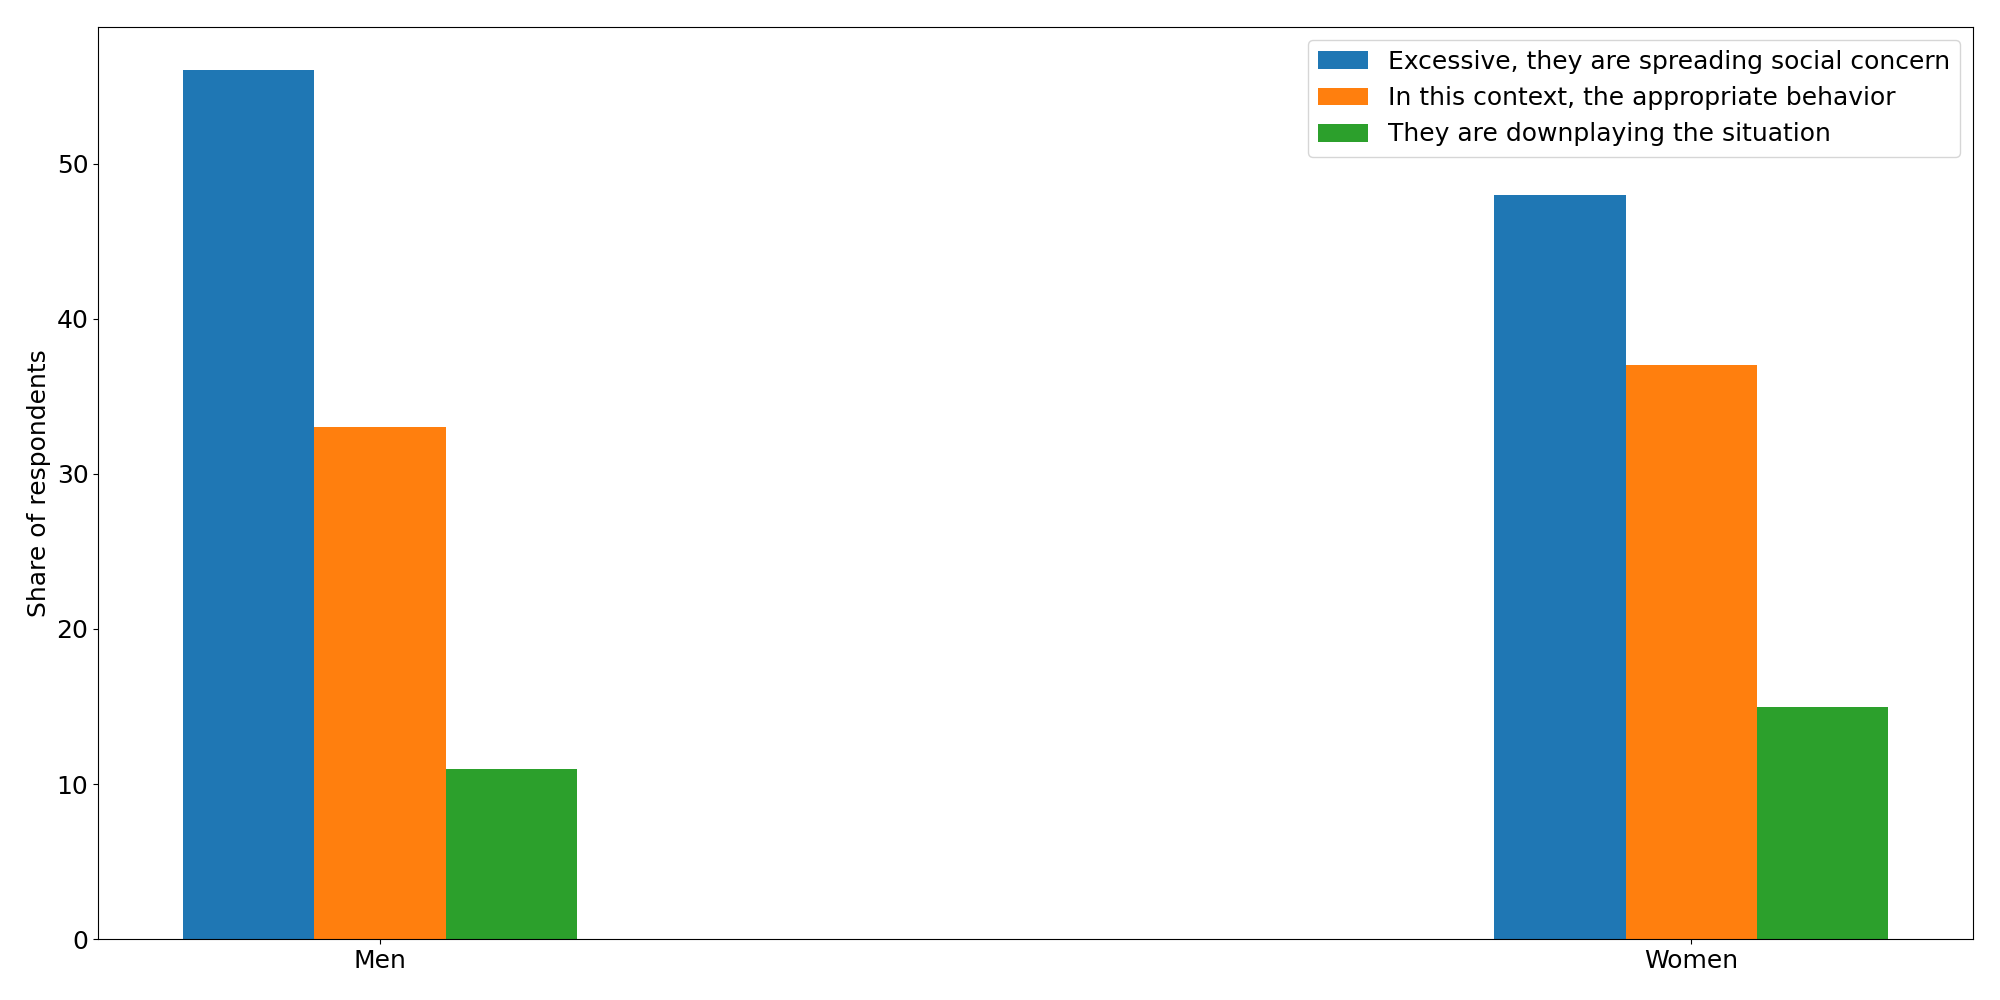 Excessive, they are spreading social concern
In this context, the appropriate behavior
They are downplaying the situation
Share of respondents
50
40
30
20
10
0
Men
Women